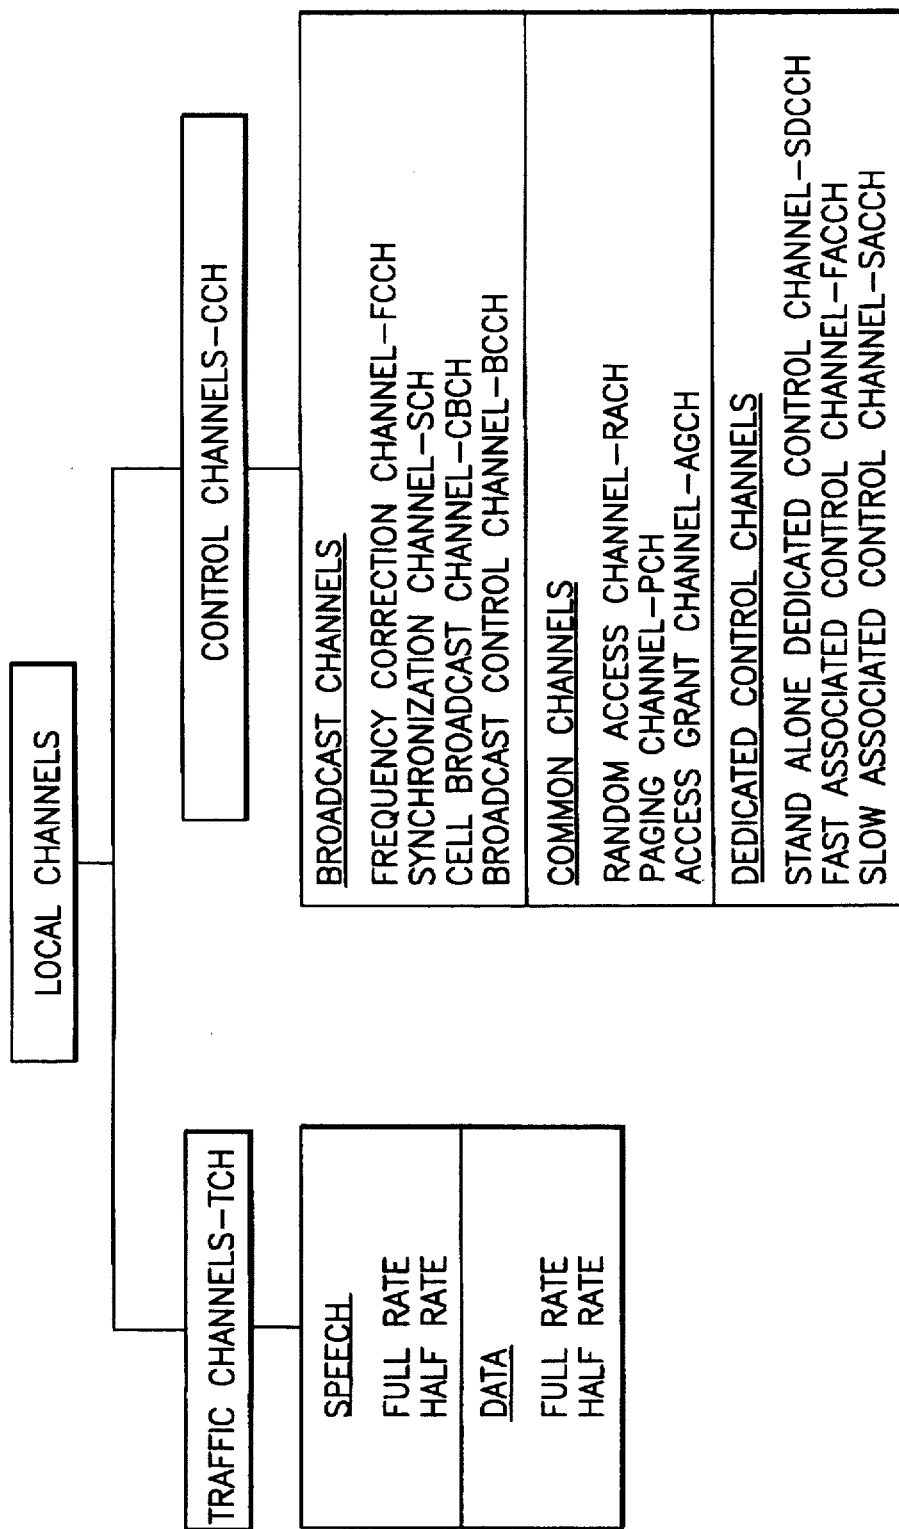 LOCAL CHANNELS
TRAFFIC CHANNELS-TCH
SPEECH
FULL RATE
HALF RATE
DATA
FULL RATE
HALF RATE
CONTROL CHANNELS-CCH
BROADCAST CHANNELS
FREQUENCY CORRECTION CHANNEL-FCCH
SYNCHRONIZATION CHANNEL-SCH
CELL BROADCAST CHANNEL-CBCH
BROADCAST CONTROL CHANNEL-BCCH
COMMON CHANNELS
RANDOM ACCESS CHANNEL-RACH
PAGING CHANNEL-PCH
ACCESS GRANT CHANNEL-AGCH
DEDICATED CONTROL CHANNELS
STAND ALONE DEDICATED CONTROL CHANNEL-SDCCH
FAST ASSOCIATED CONTROL CHANNEL-FACCH
SLOW ASSOCIATED CONTROL CHANNEL-SACCH